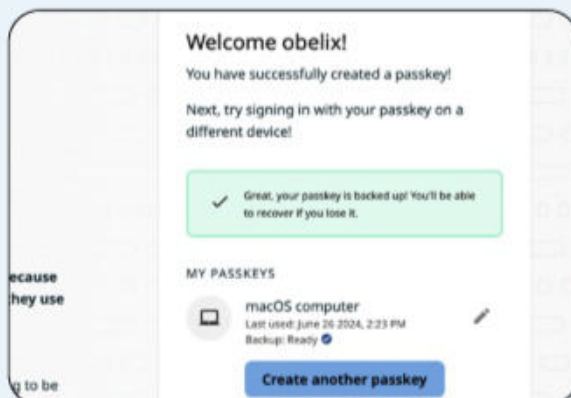 Welcome obelix!
You have successfully created a passkey!
Next, try signing in with your passkey on a
different device!
Great, your passkey is backed up! You'll be able
to recover if you lose it.
ecause
hey use
MY PASSKEYS
macOS computer
Last used: June 26 2024, 2:23 PM
Backup: Ready
Create another passkey
g to be